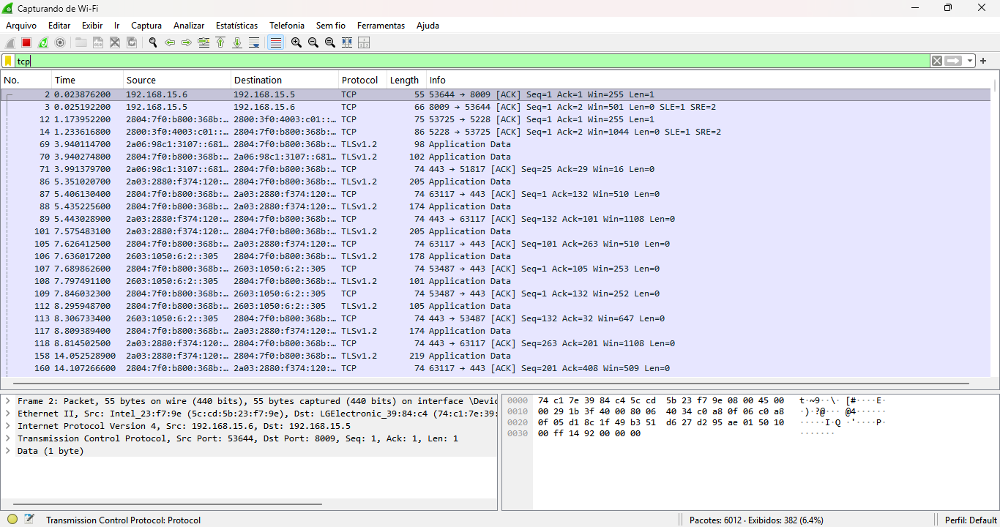 Capturando de Wi-Fi
Arquivo Editar Exibir Ir Captura Analizar Estatísticas Telefonia Sem fio Ferramentas Ajuda
tcp
No. Time Source Destination Protocol Length Info
2 0.023876200 192.168.15.6 192.168.15.5 TCP 55 53644 → 8009 [ACK] Seq=1 Ack=1 Win=255 Len=1
3 0.025192200 192.168.15.5 192.168.15.6 TCP 66 8009 → 53644 [ACK] Seq=1 Ack=2 Win=501 Len=0 SLE=1 SRE=2
12 1.173952200 2804:7f0:b800:368b:… 2800:3f0:4003:c01::… TCP 75 53725 → 5228 [ACK] Seq=1 Ack=1 Win=255 Len=1
14 1.233616800 2800:3f0:4003:c01::… 2804:7f0:b800:368b:… TCP 86 5228 → 53725 [ACK] Seq=1 Ack=2 Win=1044 Len=0 SLE=1 SRE=2
69 3.940114700 2a06:98c1:3107::681… 2804:7f0:b800:368b:… TLSv1.2 98 Application Data
70 3.940274800 2804:7f0:b800:368b:… 2a06:98c1:3107::681… TLSv1.2 102 Application Data
71 3.991379700 2a06:98c1:3107::681… 2804:7f0:b800:368b:… TCP 74 443 → 51817 [ACK] Seq=25 Ack=29 Win=16 Len=0
86 5.351020700 2a03:2880:f374:120:… 2804:7f0:b800:368b:… TLSv1.2 205 Application Data
87 5.406130400 2804:7f0:b800:368b:… 2a03:2880:f374:120:… TCP 74 63117 → 443 [ACK] Seq=1 Ack=132 Win=510 Len=0
88 5.435225600 2804:7f0:b800:368b:… 2a03:2880:f374:120:… TLSv1.2 174 Application Data
89 5.443028900 2a03:2880:f374:120:… 2804:7f0:b800:368b:… TCP 74 443 → 63117 [ACK] Seq=132 Ack=101 Win=1108 Len=0
101 7.575483100 2a03:2880:f374:120:… 2804:7f0:b800:368b:… TLSv1.2 205 Application Data
105 7.626412500 2804:7f0:b800:368b:… 2a03:2880:f374:120:… TCP 74 63117 → 443 [ACK] Seq=101 Ack=263 Win=510 Len=0
106 7.636017200 2603:1050:6:2::305 2804:7f0:b800:368b:… TLSv1.2 178 Application Data
107 7.689862600 2804:7f0:b800:368b:… 2603:1050:6:2::305 TCP 74 53487 → 443 [ACK] Seq=1 Ack=105 Win=253 Len=0
108 7.797491100 2603:1050:6:2::305 2804:7f0:b800:368b:… TLSv1.2 101 Application Data
109 7.846032300 2804:7f0:b800:368b:… 2603:1050:6:2::305 TCP 74 53487 → 443 [ACK] Seq=1 Ack=132 Win=252 Len=0
112 8.295948700 2804:7f0:b800:368b:… 2603:1050:6:2::305 TLSv1.2 105 Application Data
113 8.306733400 2603:1050:6:2::305 2804:7f0:b800:368b:… TCP 74 443 → 53487 [ACK] Seq=132 Ack=32 Win=647 Len=0
117 8.809389400 2804:7f0:b800:368b:… 2a03:2880:f374:120:… TLSv1.2 174 Application Data
118 8.814502500 2a03:2880:f374:120:… 2804:7f0:b800:368b:… TCP 74 443 → 63117 [ACK] Seq=263 Ack=201 Win=1108 Len=0
158 14.052528900 2a03:2880:f374:120:… 2804:7f0:b800:368b:… TLSv1.2 219 Application Data
160 14.107266600 2804:7f0:b800:368b:… 2a03:2880:f374:120:… TCP 74 63117 → 443 [ACK] Seq=201 Ack=408 Win=509 Len=0
Frame 2: Packet, 55 bytes on wire (440 bits), 55 bytes captured (440 bits) on interface \Devic
Ethernet II, Src: Intel_23:f7:9e (5c:cd:5b:23:f7:9e), Dst: LGElectronic_39:84:c4 (74:c1:7e:39:
Internet Protocol Version 4, Src: 192.168.15.6, Dst: 192.168.15.5
Transmission Control Protocol, Src Port: 53644, Dst Port: 8009, Seq: 1, Ack: 1, Len: 1
Data (1 byte)
0000 74 c1 7e 39 84 c4 5c cd 5b 23 f7 9e 08 00 45 00 t·~9··\· [#····E·
0010 00 29 1b 3f 40 00 80 06 40 34 c0 a8 0f 06 c0 a8 ·)·?@··· @4······
0020 0f 05 d1 8c 1f 49 b3 51 d6 27 d2 95 ae 01 50 10 ·····I·Q ·'····P·
0030 00 ff 14 92 00 00 00 ·······
Transmission Control Protocol: Protocol
Pacotes: 6012 · Exibidos: 382 (6.4%)
Perfil: Default